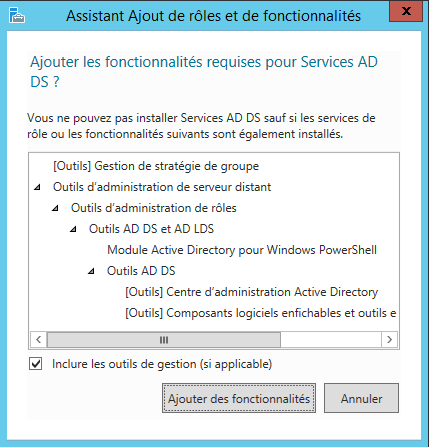 Assistant Ajout de rôles et de fonctionnalités
x
Ajouter les fonctionnalités requises pour Services AD
DS ?
Vous ne pouvez pas installer Services AD DS sauf si les services de
rôle ou les fonctionnalités suivants sont également installés.
[Outils] Gestion de stratégie de groupe
Outils d'administration de serveur distant
Outils d'administration de rôles
Outils AD DS et AD LDS
Module Active Directory pour Windows PowerShell
Outils AD DS
[Outils] Centre d'administration Active Directory
[Outils] Composants logiciels enfichables et outils e
Inclure les outils de gestion (si applicable)
Ajouter des fonctionnalités
Annuler